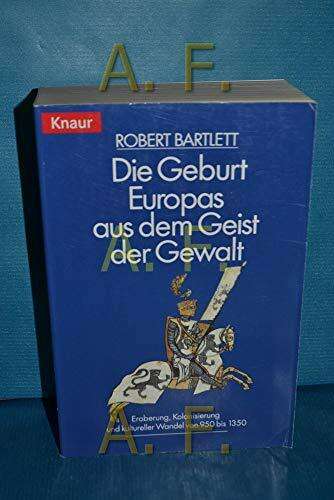 A. F.
Knaur
ROBERT BARTLETT
Die Geburt
Europas
aus dem Geist
der Gewalt
A. F.
A. F.
Eroberung, Kolonisierung
und kultureller Wandel von 950 bis 1350
A. F.